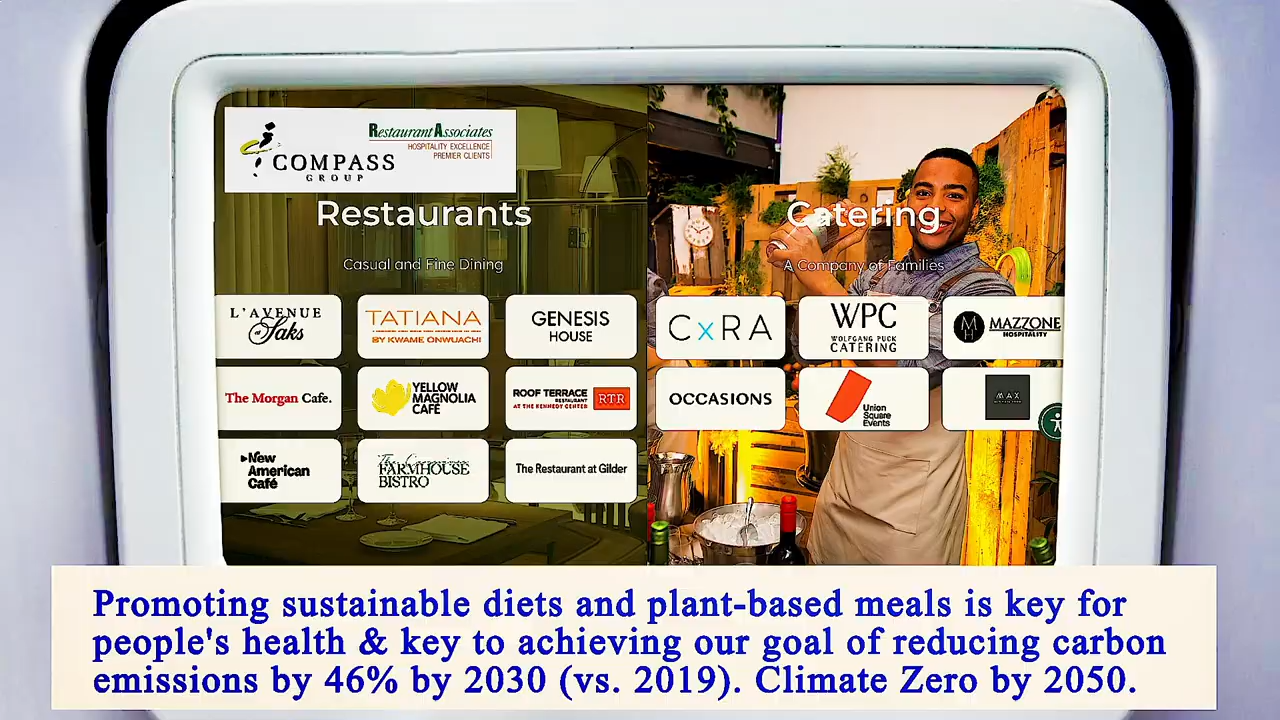 COMPASS
GROUP
Restaurant Associates
HOSPITALITY EXCELLENCE
PREMIER CLIENTS
Restaurants
Casual and Fine Dining
L'AVENUE
at Saks
TATIANA
BY KWAME ONWUACHI
GENESIS
HOUSE
The Morgan Cafe.
YELLOW
MAGNOLIA
CAFÉ
ROOF TERRACE
RESTAURANT
AT THE KENNEDY CENTER
RTR
New
American
Café
FARMHOUSE
BISTRO
The Restaurant at Gilder
Catering
A Company of Families
CxRA
WPC
WOLFGANG PUCK
CATERING
MH
MAZZONE
HOSPITALITY
OCCASIONS
Union
Square
Events
MAX
Promoting sustainable diets and plant-based meals is key for
people's health & key to achieving our goal of reducing carbon
emissions by 46% by 2030 (vs. 2019). Climate Zero by 2050.